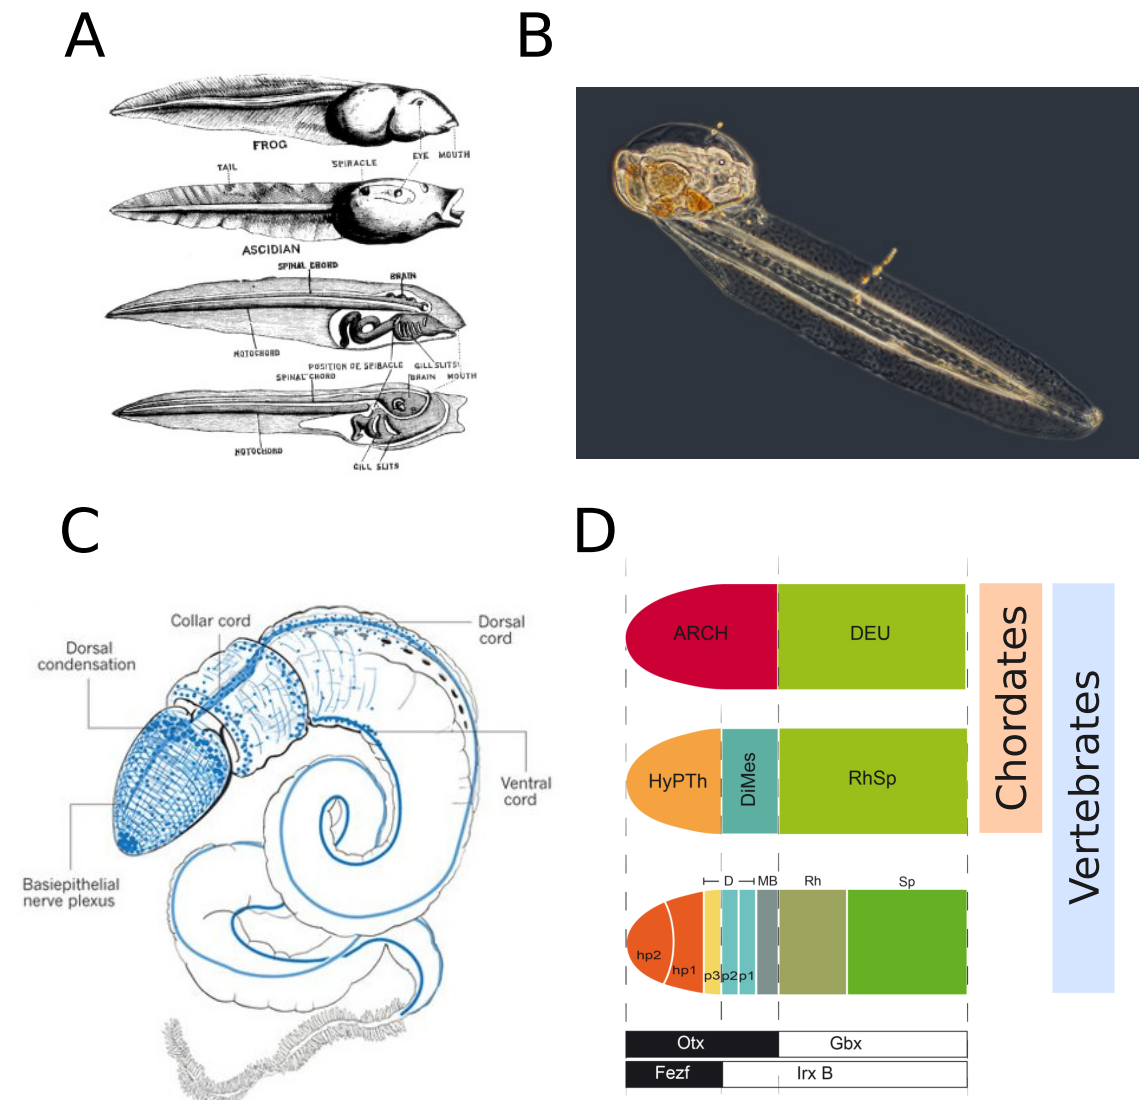 A
FROG
EYE MOUTH
TAIL
SPIRACLE
ASCIDIAN
SPINAL CHORD
BRAIN
NOTOCHORD
POSITION OF SPIRACLE
GILL SLITS
SPINAL CHORD
BRAIN
MOUTH
NOTOCHORD
GILL SLITS
B
C
Collar cord
Dorsal
cord
Dorsal
condensation
Ventral
cord
Basiepithelial
nerve plexus
D
ARCH
DEU
HyPTh
DiMes
RhSp
D
MB
Rh
Sp
hp2
hp1
p3
p2
p1
Otx
Gbx
Fezf
Irx B
Chordates
Vertebrates